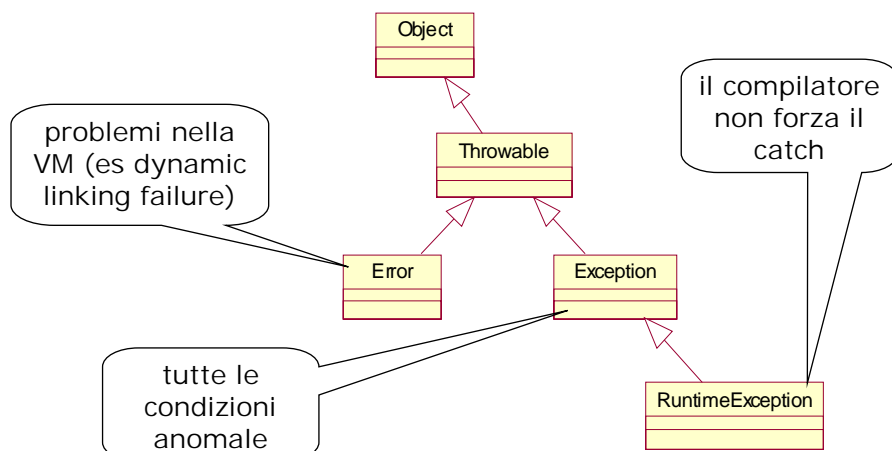 Object
il compilatore
non forza il
catch
problemi nella
VM (es dynamic
linking failure)
Throwable
Error
Exception
tutte le
condizioni
anomale
RuntimeException